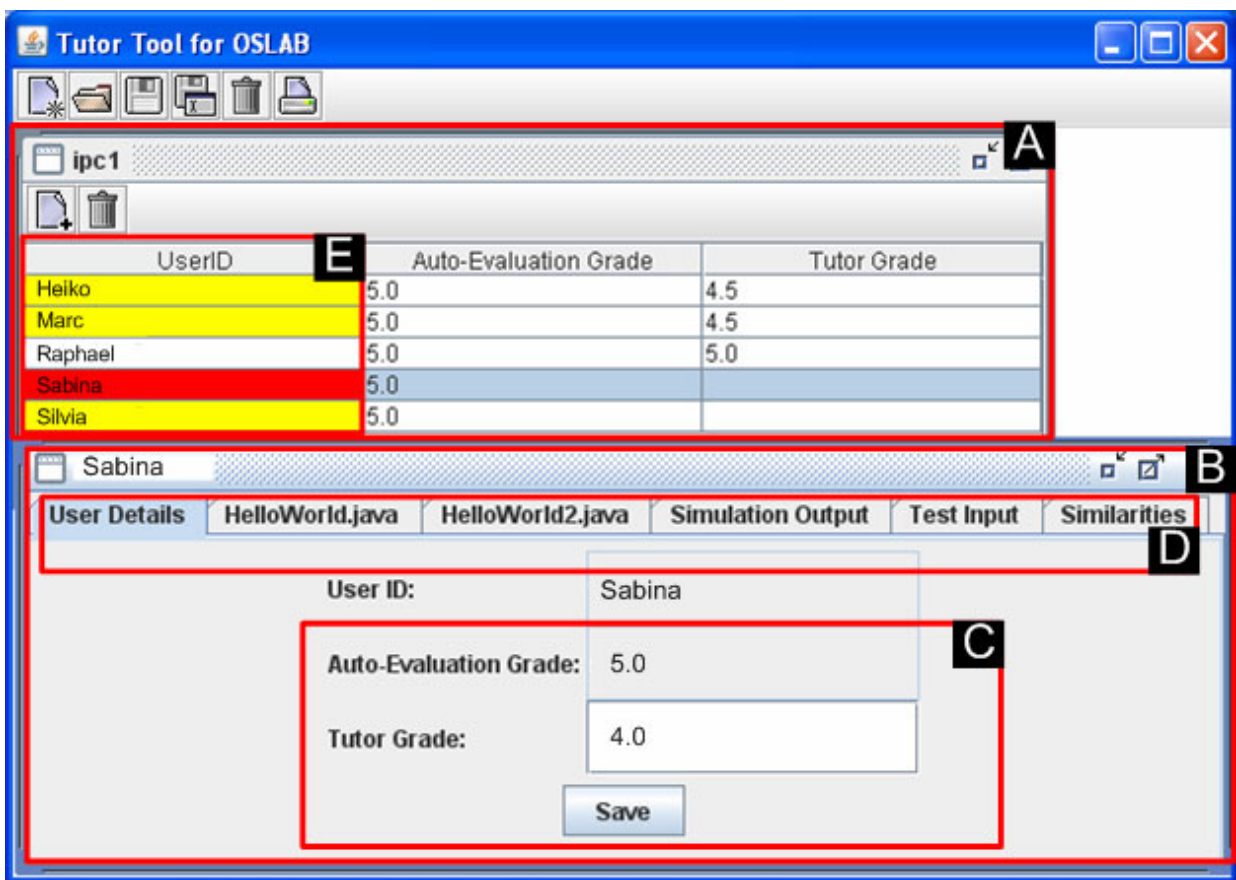 Tutor Tool for OSLAB
A
ipc1
UserID E Auto-Evaluation Grade Tutor Grade
Heiko 5.0 4.5
Marc 5.0 4.5
Raphael 5.0 5.0
Sabina 5.0
Silvia 5.0
Sabina B
User Details HelloWorld.java HelloWorld2.java Simulation Output Test Input Similarities
D
User ID: Sabina
C
Auto-Evaluation Grade: 5.0
Tutor Grade: 4.0
Save